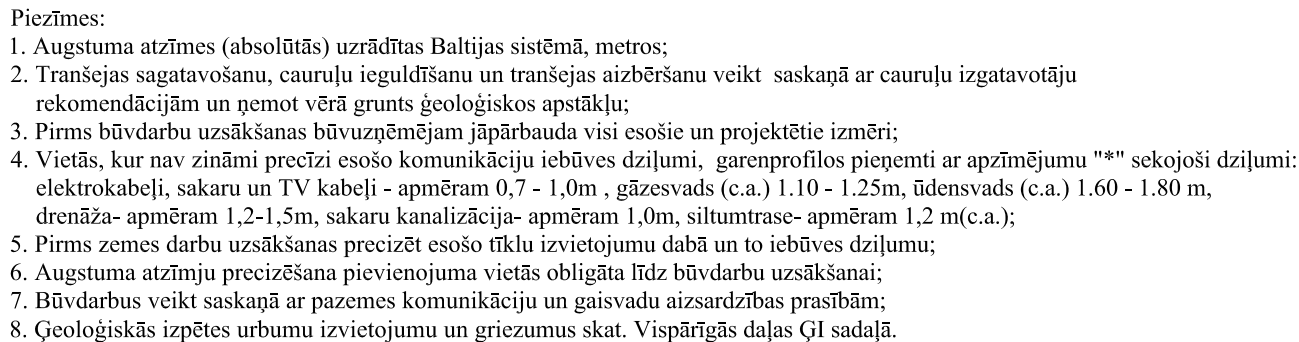 Piezīmes:
1. Augstuma atzīmes (absolūtās) uzrādītas Baltijas sistēmā, metros;
2. Tranšejas sagatavošanu, cauruļu ieguldīšanu un tranšejas aizbēršanu veikt  saskaņā ar cauruļu izgatavotāju
rekomendācijām un ņemot vērā grunts ģeoloģiskos apstākļu;
3. Pirms būvdarbu uzsākšanas būvuzņēmējam jāpārbauda visi esošie un projektētie izmēri;
4. Vietās, kur nav zināmi precīzi esošo komunikāciju iebūves dziļumi,  garenprofilos pieņemti ar apzīmējumu "*" sekojoši dziļumi:
elektrokabeļi, sakaru un TV kabeļi - apmēram 0,7 - 1,0m , gāzesvads (c.a.) 1.10 - 1.25m, ūdensvads (c.a.) 1.60 - 1.80 m,
drenāža- apmēram 1,2-1,5m, sakaru kanalizācija- apmēram 1,0m, siltumtrase- apmēram 1,2 m(c.a.);
5. Pirms zemes darbu uzsākšanas precizēt esošo tīklu izvietojumu dabā un to iebūves dziļumu;
6. Augstuma atzīmju precizēšana pievienojuma vietās obligāta līdz būvdarbu uzsākšanai;
7. Būvdarbus veikt saskaņā ar pazemes komunikāciju un gaisvadu aizsardzības prasībām;
8. Ģeoloģiskās izpētes urbumu izvietojumu un griezumus skat. Vispārīgās daļas ĢI sadaļā.